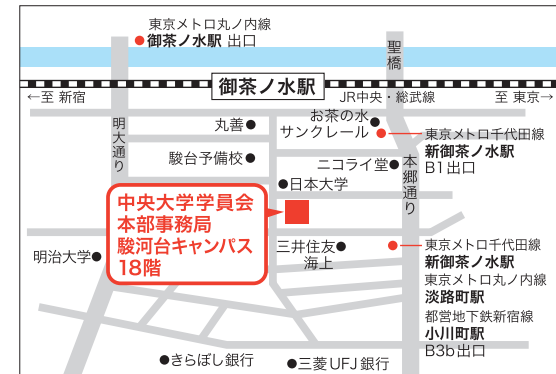 東京メトロ丸ノ内線
御茶ノ水駅 出口
聖橋
御茶ノ水駅
←至 新宿
JR中央・総武線
至 東京→
明大通り
丸善
お茶の水
サンクレール
東京メトロ千代田線
新御茶ノ水駅
B1出口
駿台予備校
ニコライ堂
本郷通り
日本大学
中央大学学員会
本部事務局
駿河台キャンパス
18階
明治大学
三井住友
海上
東京メトロ千代田線
新御茶ノ水駅
東京メトロ丸ノ内線
淡路町駅
都営地下鉄新宿線
小川町駅
B3b出口
きらぼし銀行
三菱UFJ銀行